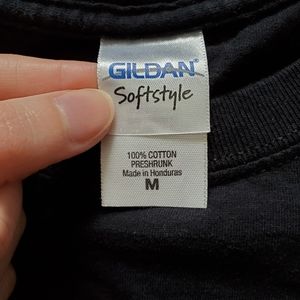 GILDAN
Softstyle
100% COTTON
PRESHRUNK
Made in Honduras
M